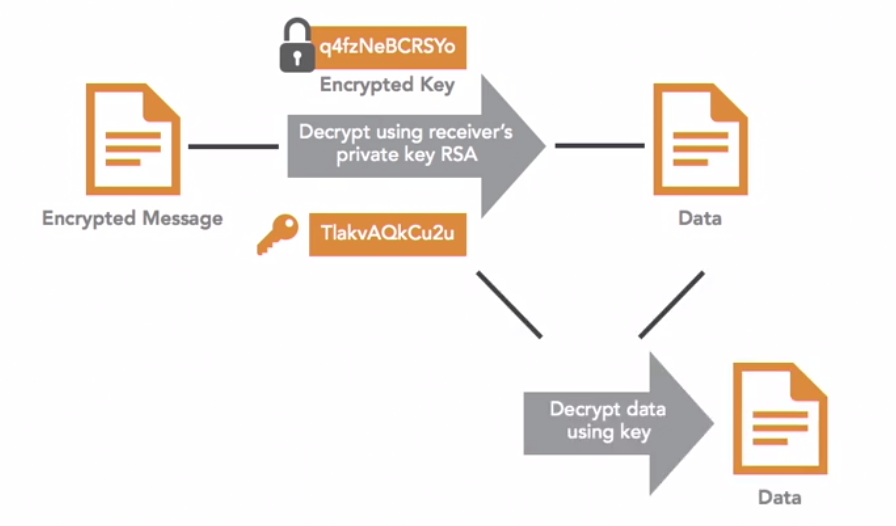 q4fzNeBCRSYo
Encrypted Key
Decrypt using receiver's
private key RSA
Encrypted Message
TlakvAQkCu2u
Data
Decrypt data
using key
Data